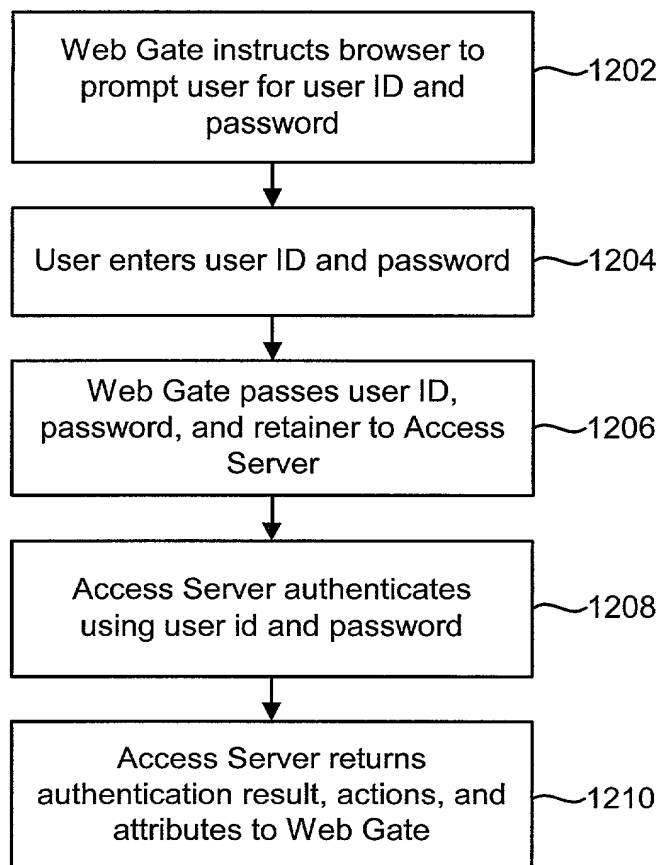 Web Gate instructs browser to
prompt user for user ID and
password
1202
User enters user ID and password
1204
Web Gate passes user ID,
password, and retainer to Access
Server
1206
Access Server authenticates
using user id and password
1208
Access Server returns
authentication result, actions, and
attributes to Web Gate
1210